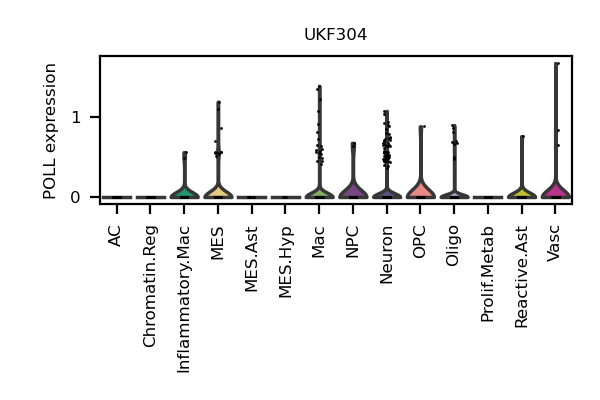 UKF304
POLL expression
1
0
AC
Chromatin.Reg
Inflammatory.Mac
MES
MES.Ast
MES.Hyp
Mac
NPC
Neuron
OPC
Oligo
Prolif.Metab
Reactive.Ast
Vasc